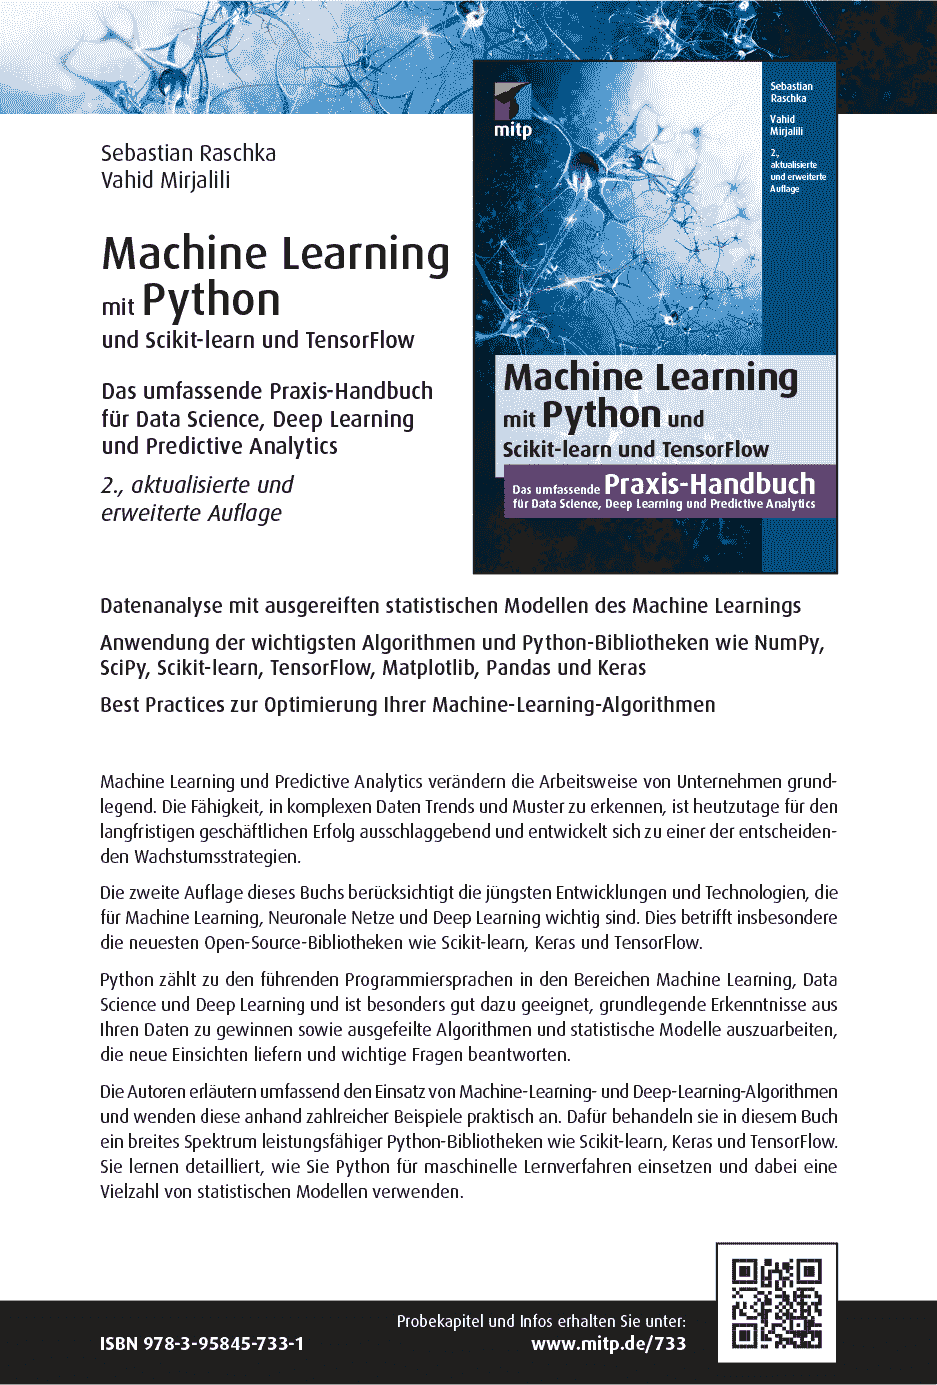 Sebastian Raschka
Vahid Mirjalili
Machine Learning
mit Python
und Scikit-learn und TensorFlow
Das umfassende Praxis-Handbuch
für Data Science, Deep Learning
und Predictive Analytics
2., aktualisierte und
erweiterte Auflage
mitp
Sebastian
Raschka
Vahid
Mirjalili
2.,
aktualisierte
und erweiterte
Auflage
Machine Learning
mit Python und
Scikit-learn und TensorFlow
Das umfassende Praxis-Handbuch
für Data Science, Deep Learning und Predictive Analytics
Datenanalyse mit ausgereiften statistischen Modellen des Machine Learnings
Anwendung der wichtigsten Algorithmen und Python-Bibliotheken wie NumPy,
SciPy, Scikit-learn, TensorFlow, Matplotlib, Pandas und Keras
Best Practices zur Optimierung Ihrer Machine-Learning-Algorithmen
Machine Learning und Predictive Analytics verändern die Arbeitsweise von Unternehmen grund-
legend. Die Fähigkeit, in komplexen Daten Trends und Muster zu erkennen, ist heutzutage für den
langfristigen geschäftlichen Erfolg ausschlaggebend und entwickelt sich zu einer der entscheiden-
den Wachstumsstrategien.
Die zweite Auflage dieses Buchs berücksichtigt die jüngsten Entwicklungen und Technologien, die
für Machine Learning, Neuronale Netze und Deep Learning wichtig sind. Dies betrifft insbesondere
die neuesten Open-Source-Bibliotheken wie Scikit-learn, Keras und TensorFlow.
Python zählt zu den führenden Programmiersprachen in den Bereichen Machine Learning, Data
Science und Deep Learning und ist besonders gut dazu geeignet, grundlegende Erkenntnisse aus
Ihren Daten zu gewinnen sowie ausgefeilte Algorithmen und statistische Modelle auszuarbeiten,
die neue Einsichten liefern und wichtige Fragen beantworten.
Die Autoren erläutern umfassend den Einsatz von Machine-Learning- und Deep-Learning-Algorithmen
und wenden diese anhand zahlreicher Beispiele praktisch an. Dafür behandeln sie in diesem Buch
ein breites Spektrum leistungsfähiger Python-Bibliotheken wie Scikit-learn, Keras und TensorFlow.
Sie lernen detailliert, wie Sie Python für maschinelle Lernverfahren einsetzen und dabei eine
Vielzahl von statistischen Modellen verwenden.
Probekapitel und Infos erhalten Sie unter:
ISBN 978-3-95845-733-1
www.mitp.de/733